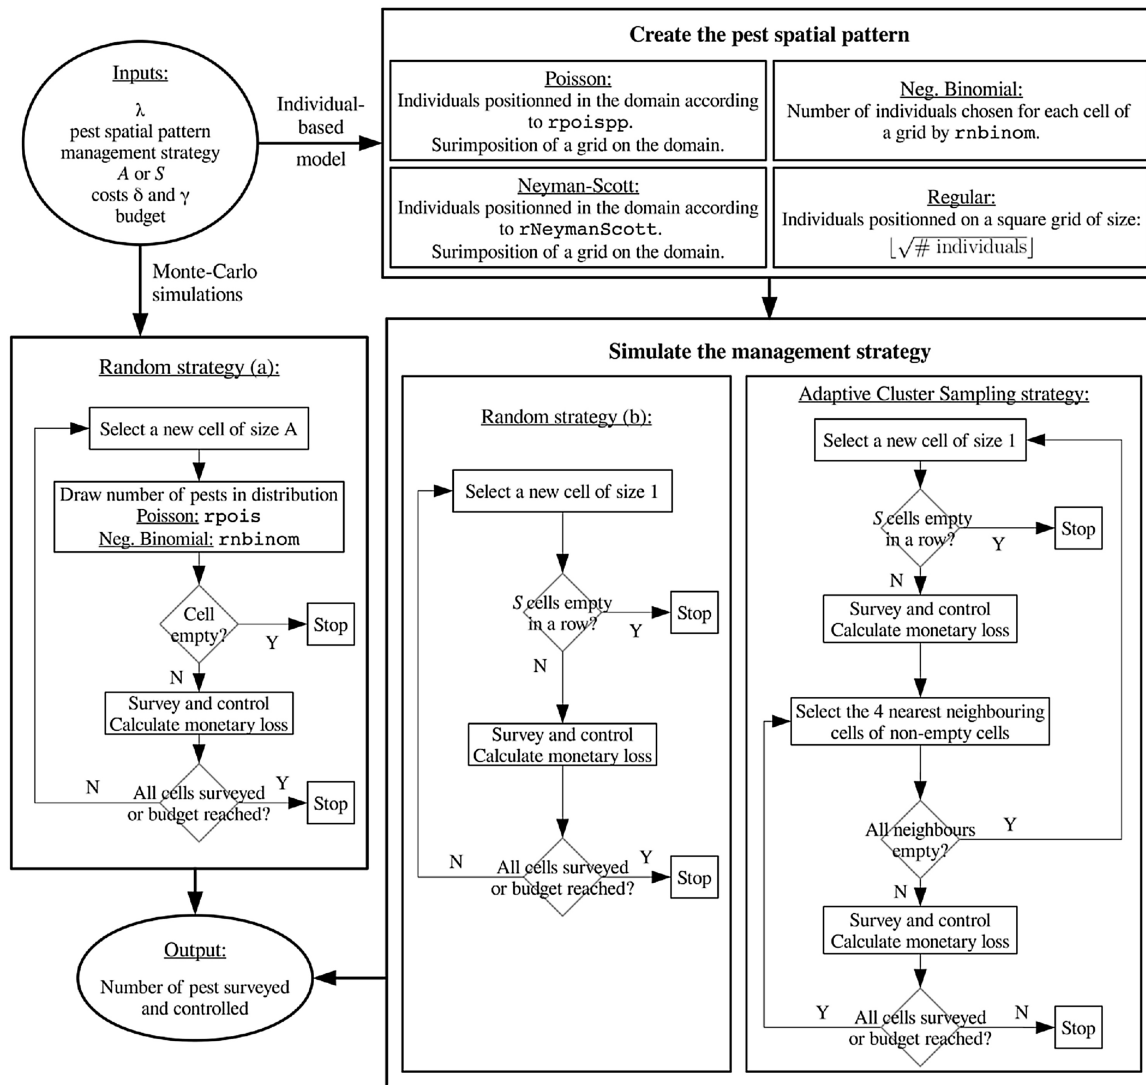 Inputs:
λ
pest spatial pattern
management strategy
A or S
costs δ and γ
budget
Individual-
based
model
Monte-Carlo
simulations
Create the pest spatial pattern
Poisson:
Individuals positionned in the domain according
to rpoispp.
Surimposition of a grid on the domain.
Neg. Binomial:
Number of individuals chosen for each cell of
a grid by rnbinom.
Neyman-Scott:
Individuals positionned in the domain according
to rNeymanScott.
Surimposition of a grid on the domain.
Regular:
Individuals positionned on a square grid of size:
⌊√# individuals⌋
Random strategy (a):
Select a new cell of size A
Draw number of pests in distribution
Poisson: rpois
Neg. Binomial: rnbinom
Cell
empty?
Y
Stop
N
Survey and control
Calculate monetary loss
N
All cells surveyed
or budget reached?
Y
Stop
Output:
Number of pest surveyed
and controlled
Simulate the management strategy
Random strategy (b):
Select a new cell of size 1
S cells empty
in a row?
Y
Stop
N
Survey and control
Calculate monetary loss
N
All cells surveyed
or budget reached?
Y
Stop
Adaptive Cluster Sampling strategy:
Select a new cell of size 1
S cells empty
in a row?
Y
Stop
N
Survey and control
Calculate monetary loss
Select the 4 nearest neighbouring
cells of non-empty cells
All neighbours
empty?
Y
N
Survey and control
Calculate monetary loss
Y
All cells surveyed
or budget reached?
N
Stop